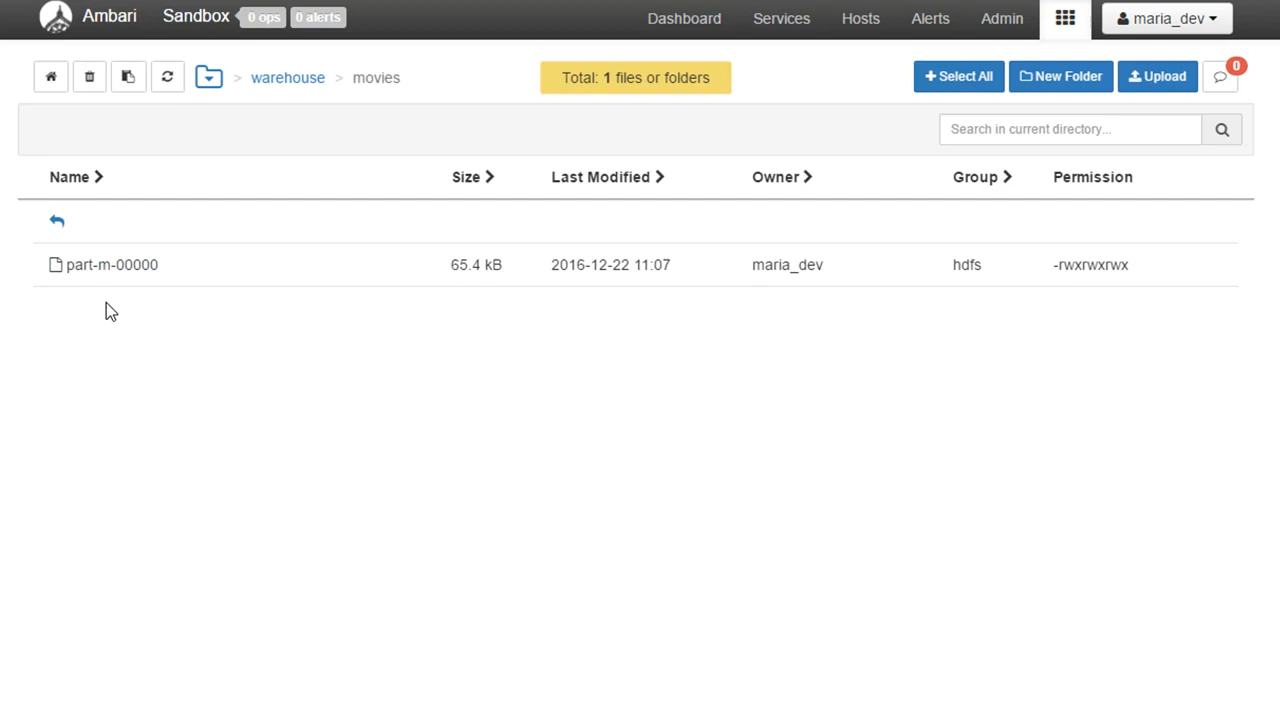 Ambari Sandbox 0 ops 0 alerts Dashboard Services Hosts Alerts Admin maria_dev
> warehouse > movies Total: 1 files or folders Select All New Folder Upload 0
Search in current directory...
Name Size Last Modified Owner Group Permission
part-m-00000 65.4 kB 2016-12-22 11:07 maria_dev hdfs -rwxrwxrwx